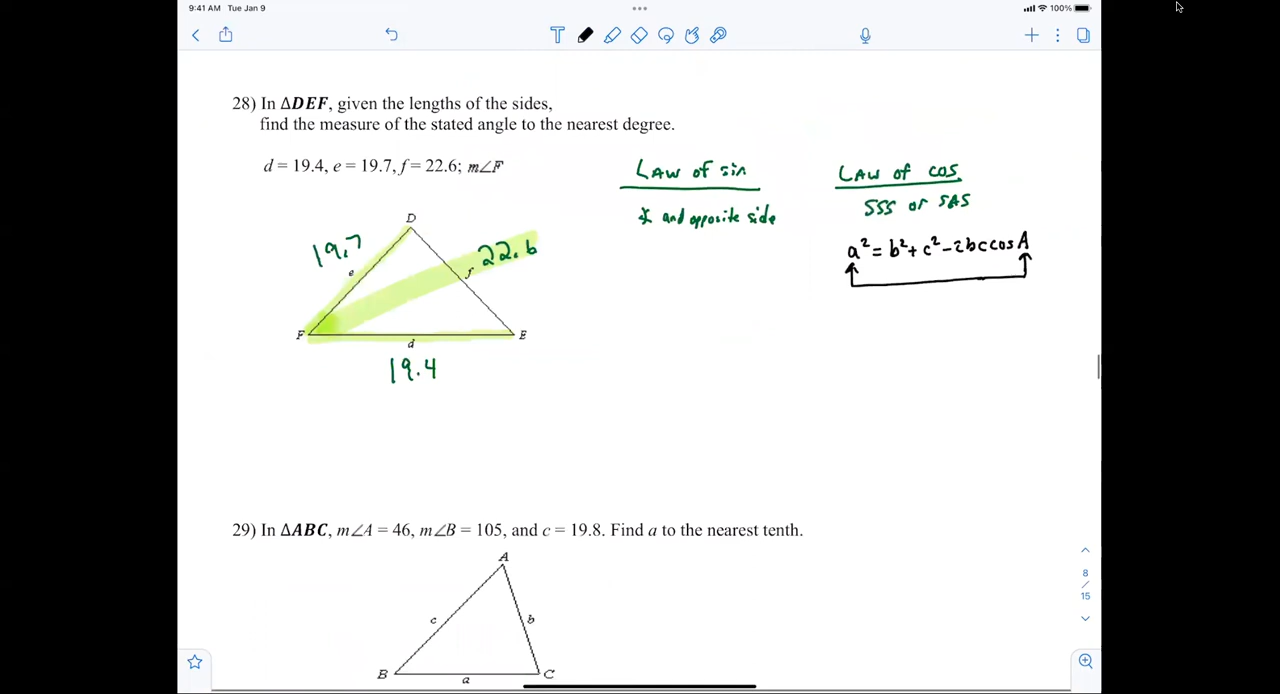 9:41 AM Tue Jan 9
100%
28) In ΔDEF, given the lengths of the sides,
find the measure of the stated angle to the nearest degree.
d = 19.4, e = 19.7, f = 22.6; m∠F
Law of sin
∡ and opposite side
Law of cos
SSS or SAS
a² = b² + c² - 2bc cos A
D
19.7
22.6
e
f
F
E
d
19.4
29) In ΔABC, m∠A = 46, m∠B = 105, and c = 19.8. Find a to the nearest tenth.
A
c
b
B
C
a
8
/
15